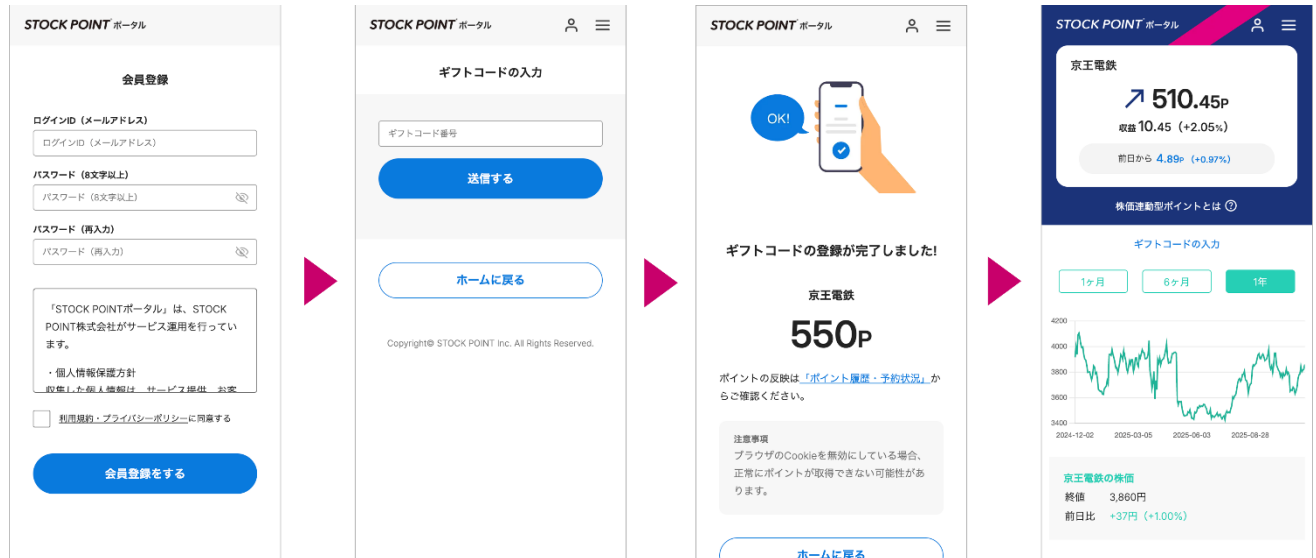 STOCK POINT ポータル
会員登録
ログインID（メールアドレス）
ログインID（メールアドレス）
パスワード（8文字以上）
パスワード（8文字以上）
パスワード（再入力）
パスワード（再入力）
「STOCK POINTポータル」は、STOCK
POINT株式会社がサービス運用を行ってい
ます。
・個人情報保護方針
収集した個人情報は、サービス提供、お客
利用規約・プライバシーポリシーに同意する
会員登録をする
STOCK POINT ポータル
ギフトコードの入力
ギフトコード番号
送信する
ホームに戻る
Copyright© STOCK POINT Inc. All Rights Reserved.
STOCK POINT ポータル
OK!
ギフトコードの登録が完了しました!
京王電鉄
550P
ポイントの反映は「ポイント履歴・予約状況」か
らご確認ください。
注意事項
ブラウザのCookieを無効にしている場合、
正常にポイントが取得できない可能性があ
ります。
ホームに戻る
STOCK POINT ポータル
京王電鉄
510.45P
収益10.45（+2.05%）
前日から 4.89P（+0.97%）
株価連動型ポイントとは ?
ギフトコードの入力
1ヶ月 6ヶ月 1年
4200
4000
3800
3600
3400
2024-12-02 2025-03-05 2025-06-03 2025-08-28
京王電鉄の株価
終値 3,860円
前日比 +37円（+1.00%）